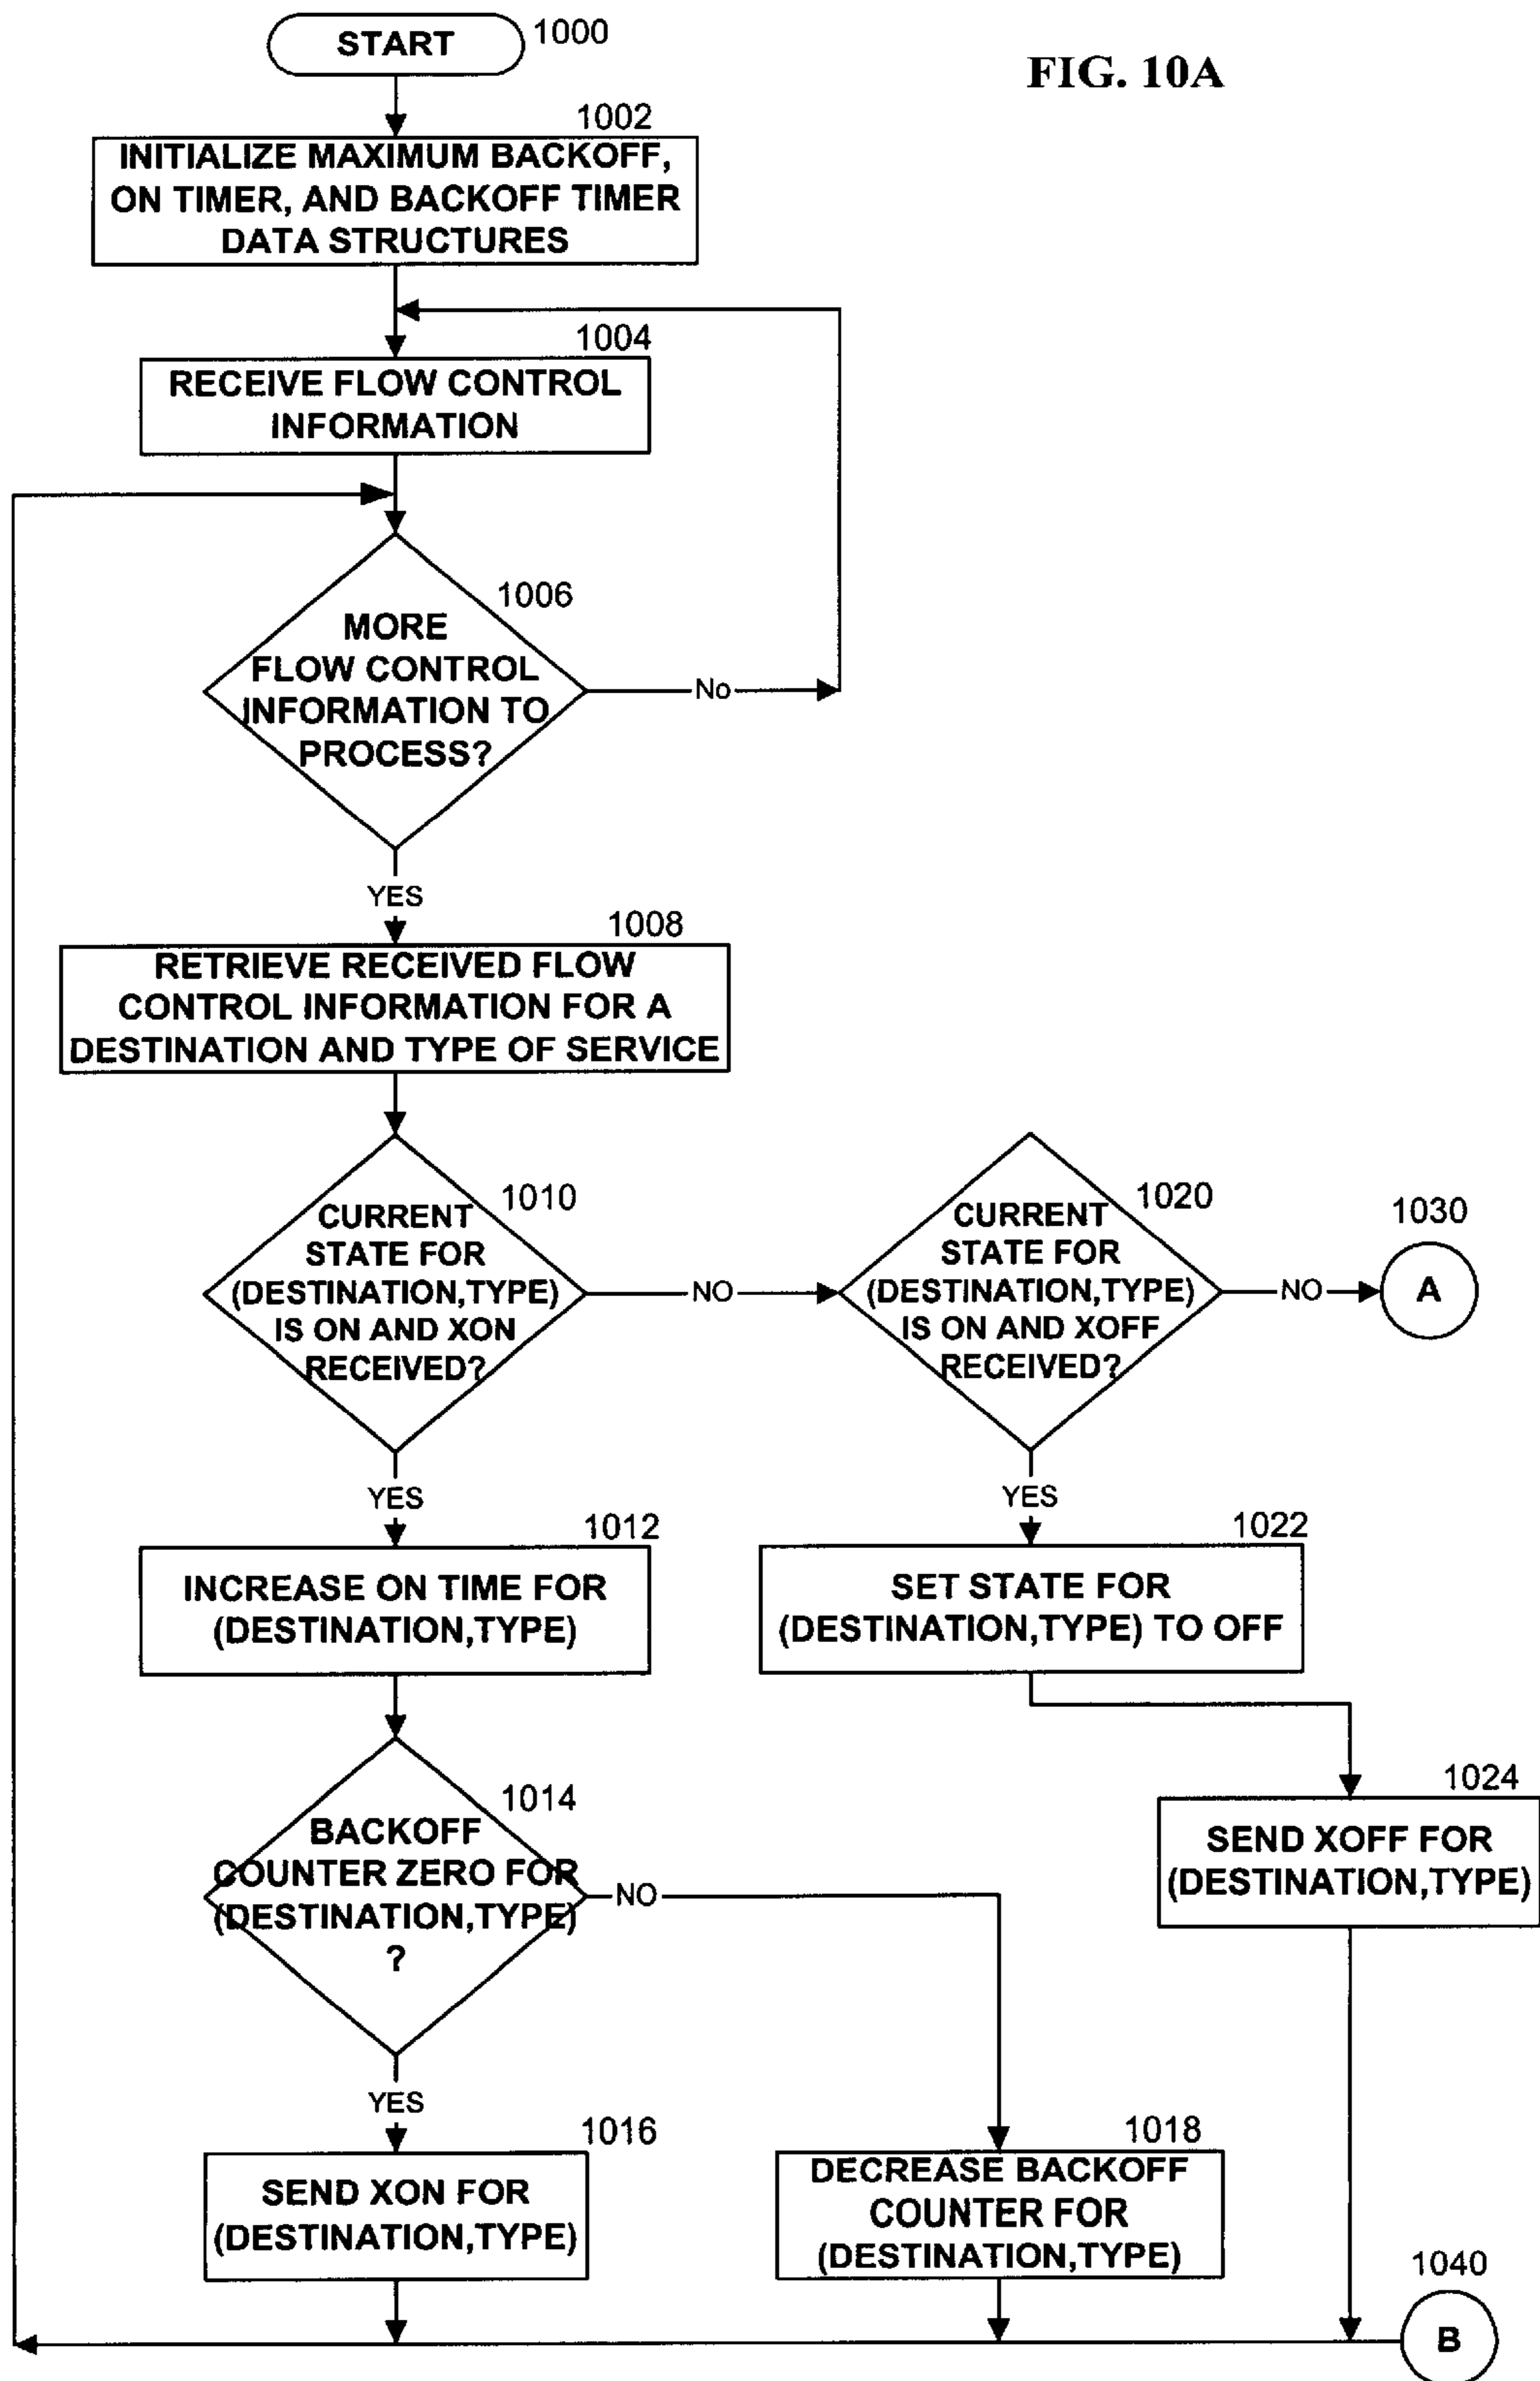 START
1000
FIG. 10A
1002
INITIALIZE MAXIMUM BACKOFF,
ON TIMER, AND BACKOFF TIMER
DATA STRUCTURES
1004
RECEIVE FLOW CONTROL
INFORMATION
1006
MORE
FLOW CONTROL
INFORMATION TO
PROCESS?
No
YES
1008
RETRIEVE RECEIVED FLOW
CONTROL INFORMATION FOR A
DESTINATION AND TYPE OF SERVICE
1010
CURRENT
STATE FOR
(DESTINATION,TYPE)
IS ON AND XON
RECEIVED?
NO
1020
CURRENT
STATE FOR
(DESTINATION,TYPE)
IS ON AND XOFF
RECEIVED?
NO
1030
A
YES
YES
1012
INCREASE ON TIME FOR
(DESTINATION,TYPE)
1022
SET STATE FOR
(DESTINATION,TYPE) TO OFF
1014
BACKOFF
COUNTER ZERO FOR
(DESTINATION,TYPE)
?
NO
1024
SEND XOFF FOR
(DESTINATION,TYPE)
YES
1016
SEND XON FOR
(DESTINATION,TYPE)
1018
DECREASE BACKOFF
COUNTER FOR
(DESTINATION,TYPE)
1040
B